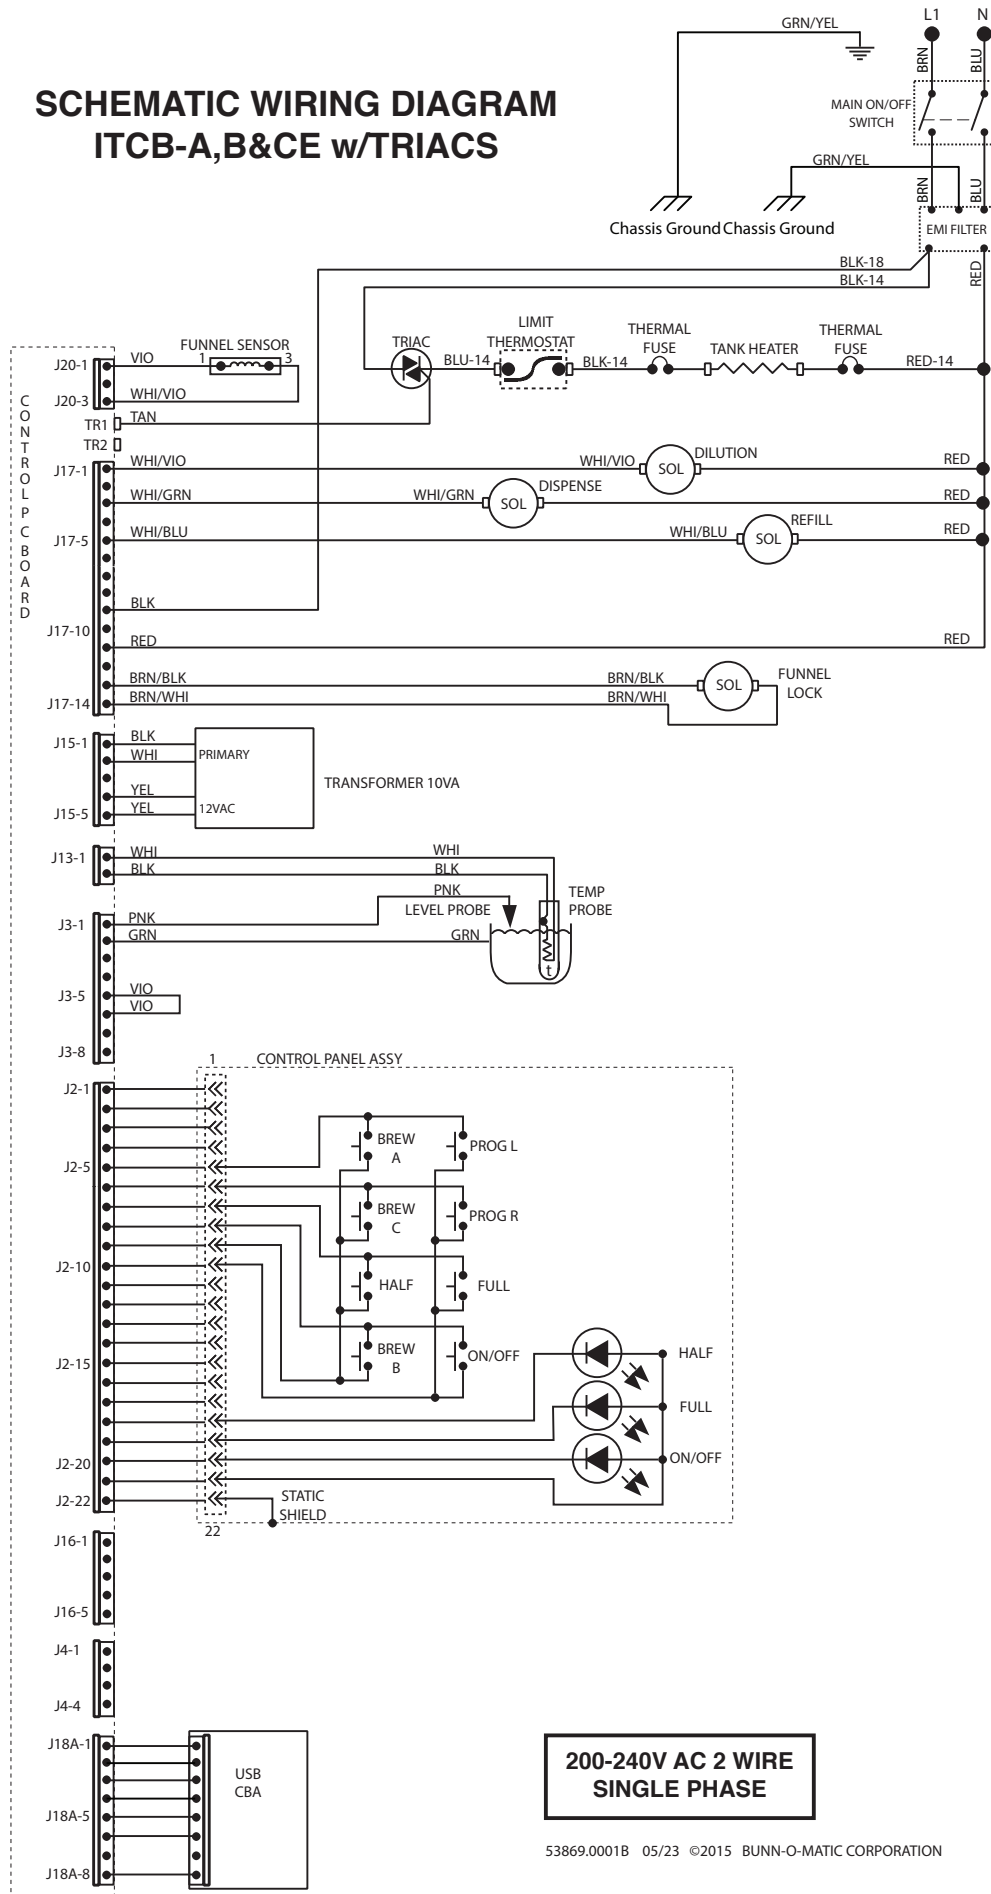 GRN/YEL
L1 N
BRN
BLU
SCHEMATIC WIRING DIAGRAM
ITCB-A,B&CE w/TRIACS
MAIN ON/OFF
SWITCH
GRN/YEL
BRN
BLU
Chassis Ground Chassis Ground
EMI FILTER
BLK-18
RED
BLK-14
LIMIT
THERMOSTAT
THERMAL
FUSE
THERMAL
FUSE
FUNNEL SENSOR
TRIAC
TANK HEATER
J20-1 VIO 1 3
BLU-14 BLK-14 RED-14
J20-3 WHI/VIO
CONTROL PC BOARD
TR1 TAN
TR2
J17-1 WHI/VIO WHI/VIO SOL DILUTION RED
WHI/GRN WHI/GRN SOL DISPENSE RED
J17-5 WHI/BLU WHI/BLU SOL REFILL RED
BLK
J17-10
RED RED
BRN/BLK BRN/BLK SOL FUNNEL
LOCK
J17-14 BRN/WHI BRN/WHI
J15-1 BLK
WHI PRIMARY
TRANSFORMER 10VA
YEL
J15-5 YEL 12VAC
J13-1 WHI WHI
BLK BLK
PNK
TEMP
PROBE
LEVEL PROBE
J3-1 PNK
GRN GRN
t
J3-5 VIO
VIO
J3-8
1 CONTROL PANEL ASSY
J2-1
BREW
A
PROG L
J2-5
BREW
C
PROG R
J2-10
HALF FULL
BREW
B
ON/OFF
HALF
J2-15
FULL
ON/OFF
J2-20
J2-22
STATIC
SHIELD
22
J16-1
J16-5
J4-1
J4-4
J18A-1
USB
CBA
J18A-5
J18A-8
200-240V AC 2 WIRE
SINGLE PHASE
53869.0001B 05/23 ©2015 BUNN-O-MATIC CORPORATION